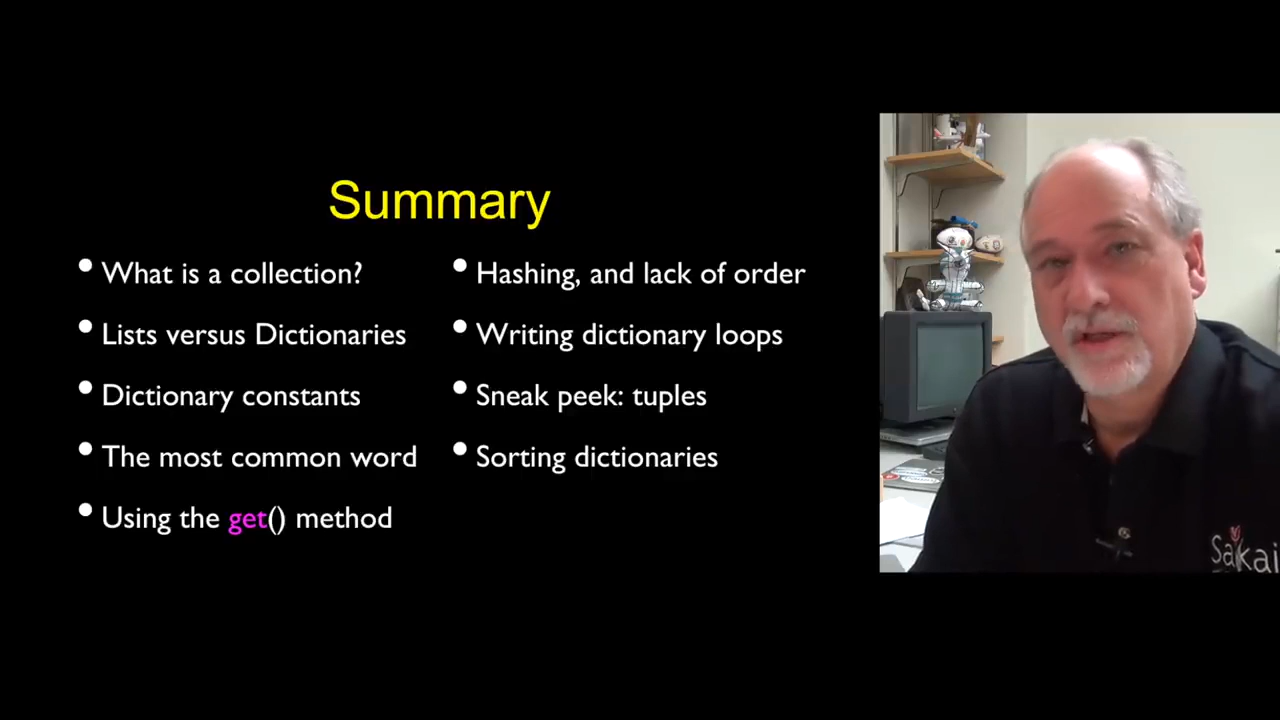 Summary
What is a collection?
Lists versus Dictionaries
Dictionary constants
The most common word
Using the get() method
Hashing, and lack of order
Writing dictionary loops
Sneak peek: tuples
Sorting dictionaries
Sakai